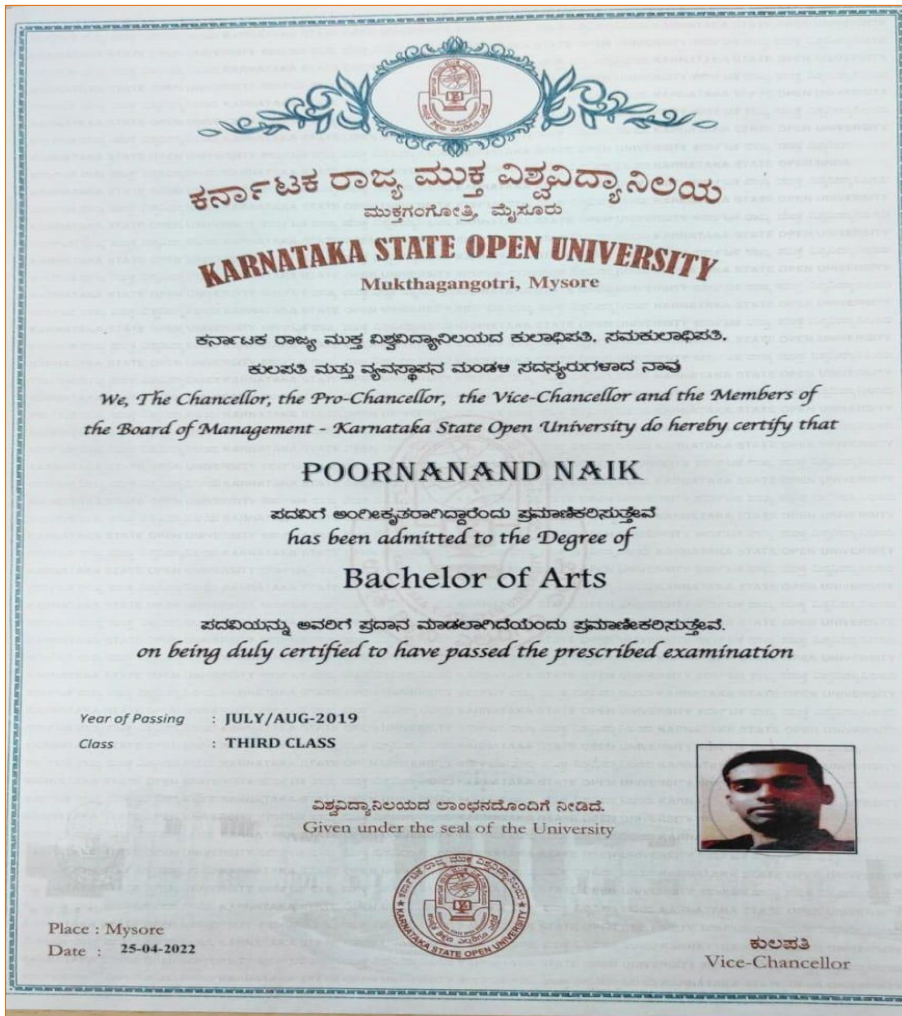 ಕರ್ನಾಟಕ ರಾಜ್ಯ ಮುಕ್ತ ವಿಶ್ವವಿದ್ಯಾನಿಲಯ
ಮುಕ್ತಗಂಗೋತ್ರಿ, ಮೈಸೂರು
KARNATAKA STATE OPEN UNIVERSITY
Mukthagangotri, Mysore
ಕರ್ನಾಟಕ ರಾಜ್ಯ ಮುಕ್ತ ವಿಶ್ವವಿದ್ಯಾನಿಲಯದ ಕುಲಾಧಿಪತಿ, ಸಮಕುಲಾಧಿಪತಿ,
ಕುಲಪತಿ ಮತ್ತು ವ್ಯವಸ್ಥಾಪನ ಮಂಡಳಿ ಸದಸ್ಯರುಗಳಾದ ನಾವು
We, The Chancellor, the Pro-Chancellor, the Vice-Chancellor and the Members of
the Board of Management - Karnataka State Open University do hereby certify that
POORNANAND NAIK
ಪದವಿಗೆ ಅಂಗೀಕೃತರಾಗಿದ್ದಾರೆಂದು ಪ್ರಮಾಣಿಕರಿಸುತ್ತೇವೆ
has been admitted to the Degree of
Bachelor of Arts
ಪದವಿಯನ್ನು ಅವರಿಗೆ ಪ್ರದಾನ ಮಾಡಲಾಗಿದೆಯೆಂದು ಪ್ರಮಾಣೀಕರಿಸುತ್ತೇವೆ.
on being duly certified to have passed the prescribed examination
Year of Passing : JULY/AUG-2019
Class : THIRD CLASS
ವಿಶ್ವವಿದ್ಯಾನಿಲಯದ ಲಾಂಛನದೊಂದಿಗೆ ನೀಡಿದೆ.
Given under the seal of the University
ಕರ್ನಾಟಕ ರಾಜ್ಯ ಮುಕ್ತ ವಿಶ್ವವಿದ್ಯಾನಿಲಯ
KARNATAKA STATE OPEN UNIVERSITY
Place : Mysore
Date : 25-04-2022
ಕುಲಪತಿ
Vice-Chancellor